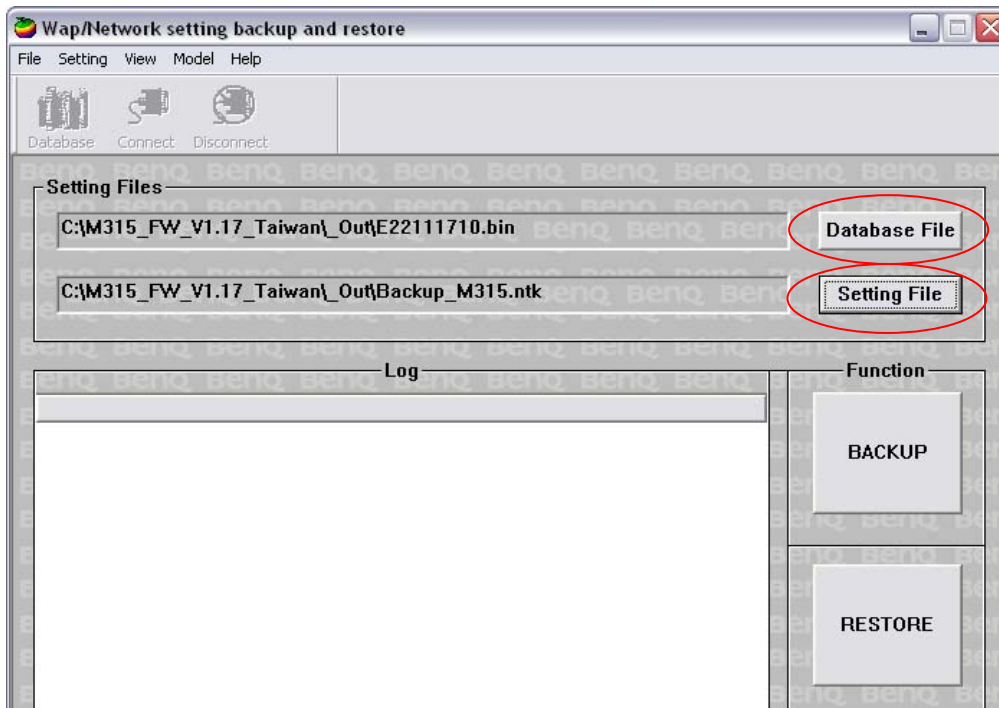 Wap/Network setting backup and restore
File Setting View Model Help
Database Connect Disconnect
Setting Files
C:\M315_FW_V1.17_Taiwan\_Out\E22111710.bin
Database File
C:\M315_FW_V1.17_Taiwan\_Out\Backup_M315.ntk
Setting File
Log
Function
BACKUP
RESTORE